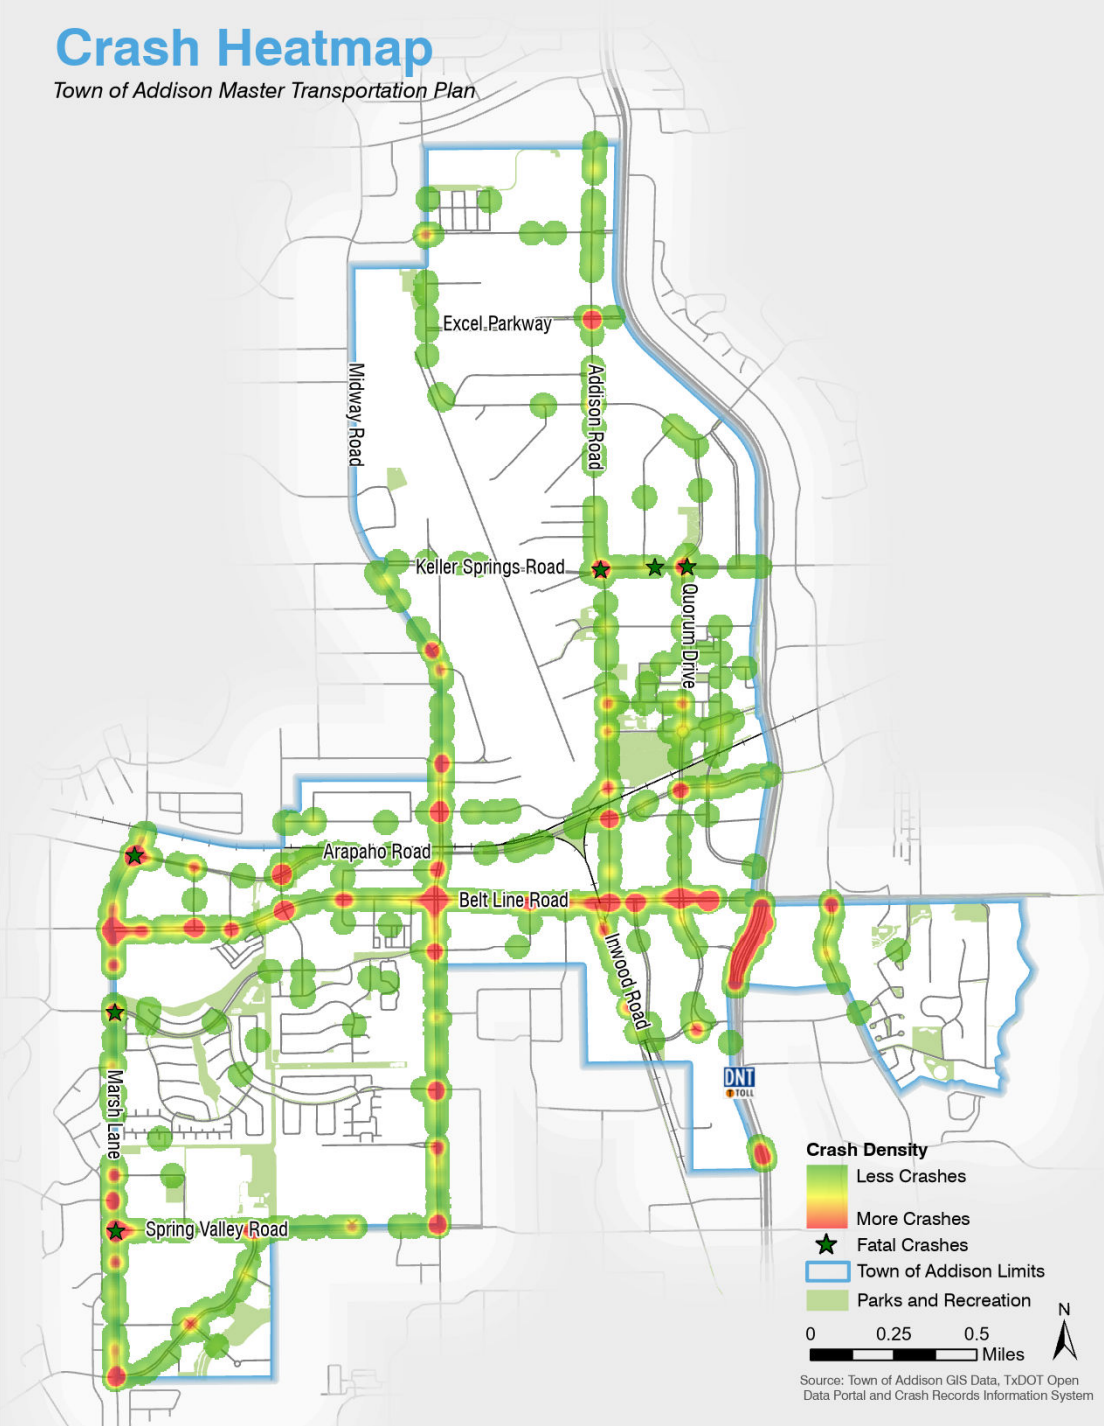 Crash Heatmap
Town of Addison Master Transportation Plan
Excel Parkway
Midway Road
Addison Road
Keller Springs Road
Quorum Drive
Arapaho Road
Belt Line Road
Inwood Road
Marsh Lane
DNT
TOLL
Spring Valley Road
Crash Density
Less Crashes
More Crashes
Fatal Crashes
Town of Addison Limits
Parks and Recreation
N
0 0.25 0.5
Miles
Source: Town of Addison GIS Data, TxDOT Open
Data Portal and Crash Records Information System